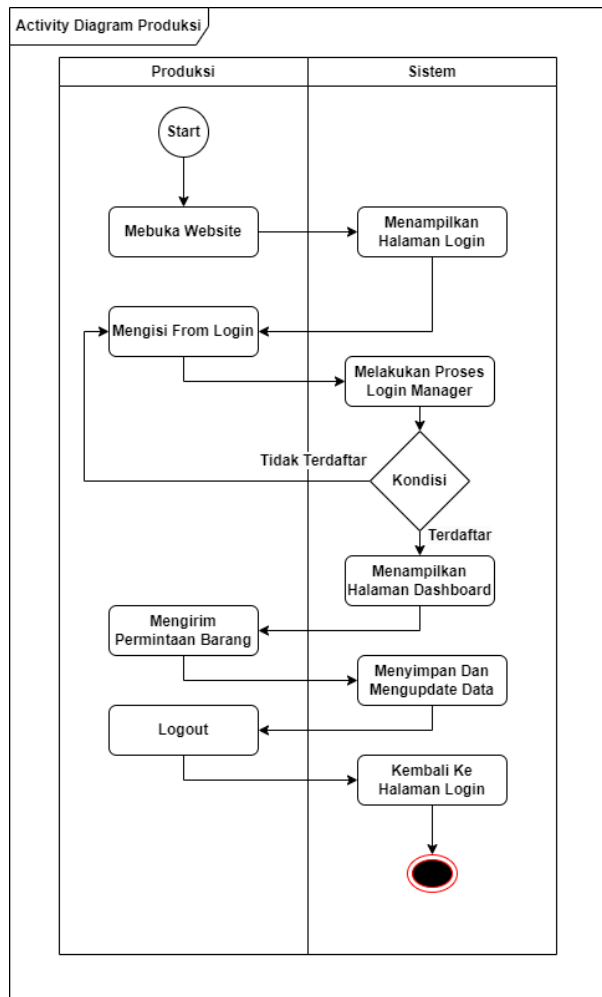 Activity Diagram Produksi
Produksi
Sistem
Start
Mebuka Website
Menampilkan
Halaman Login
Mengisi From Login
Melakukan Proses
Login Manager
Tidak Terdaftar
Kondisi
Terdaftar
Menampilkan
Halaman Dashboard
Mengirim
Permintaan Barang
Menyimpan Dan
Mengupdate Data
Logout
Kembali Ke
Halaman Login